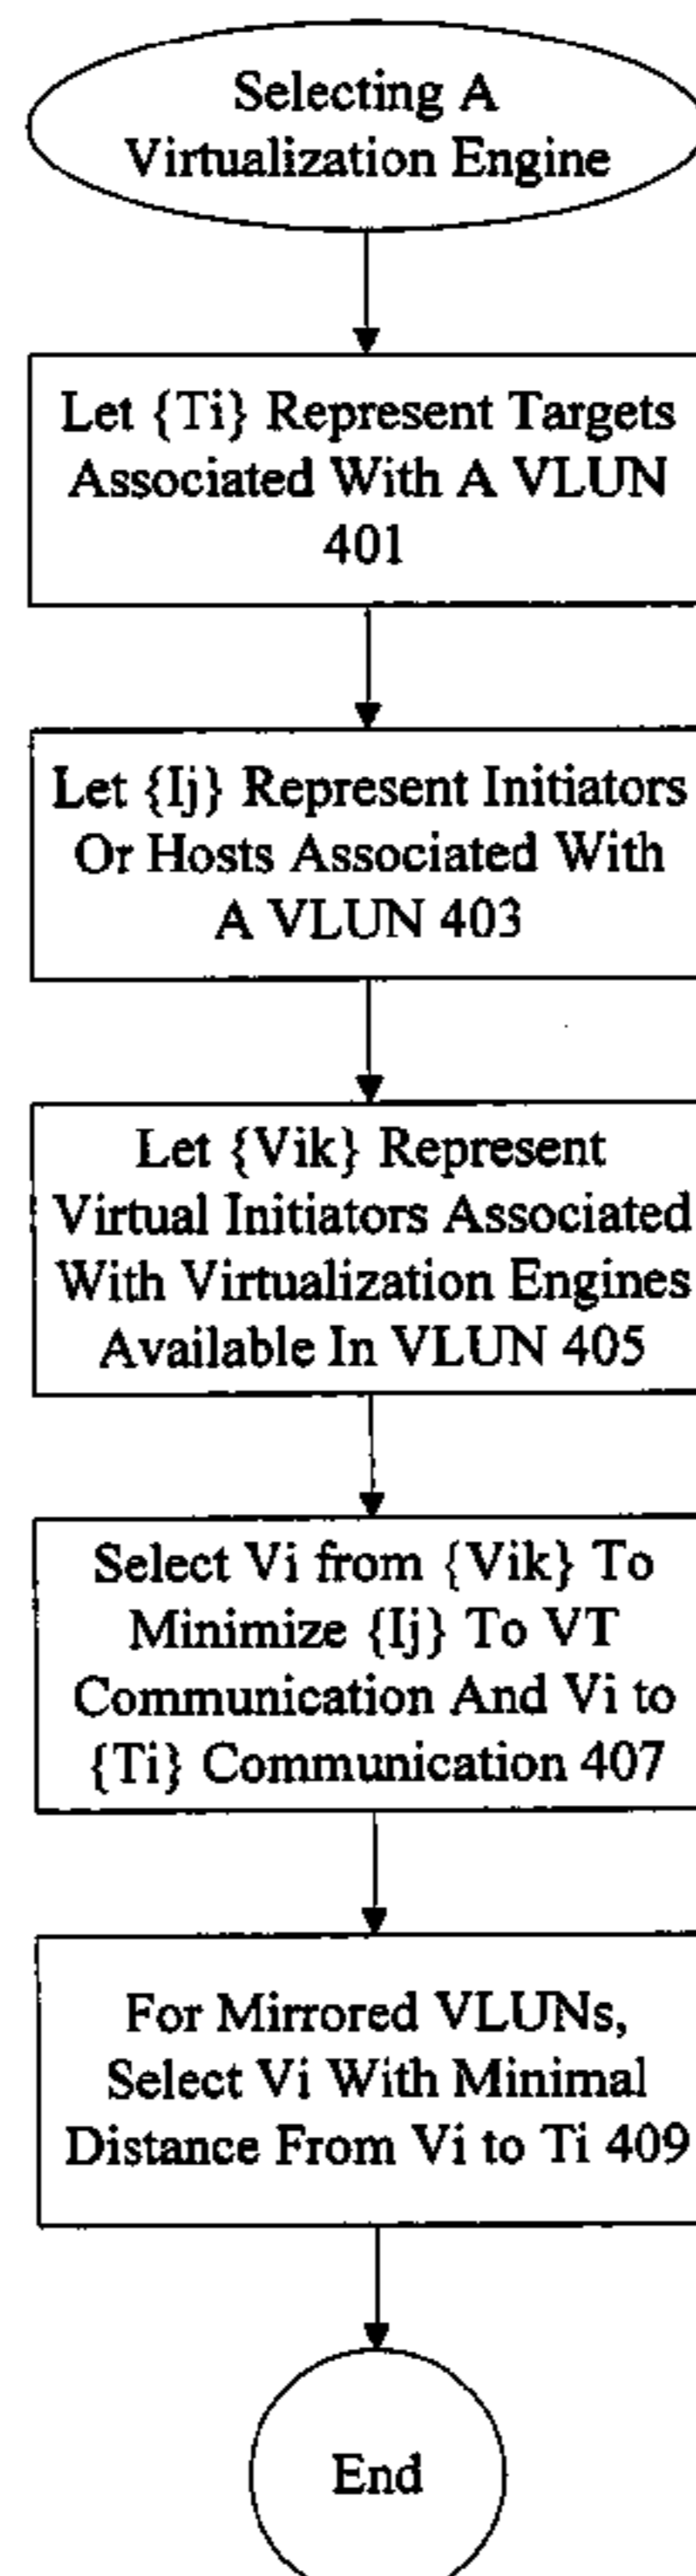 Selecting A
Virtualization Engine
Let {Ti} Represent Targets
Associated With A VLUN
401
Let {Ij} Represent Initiators
Or Hosts Associated With
A VLUN 403
Let {Vik} Represent
Virtual Initiators Associated
With Virtualization Engines
Available In VLUN 405
Select Vi from {Vik} To
Minimize {Ij} To VT
Communication And Vi to
{Ti} Communication 407
For Mirrored VLUNs,
Select Vi With Minimal
Distance From Vi to Ti 409
End